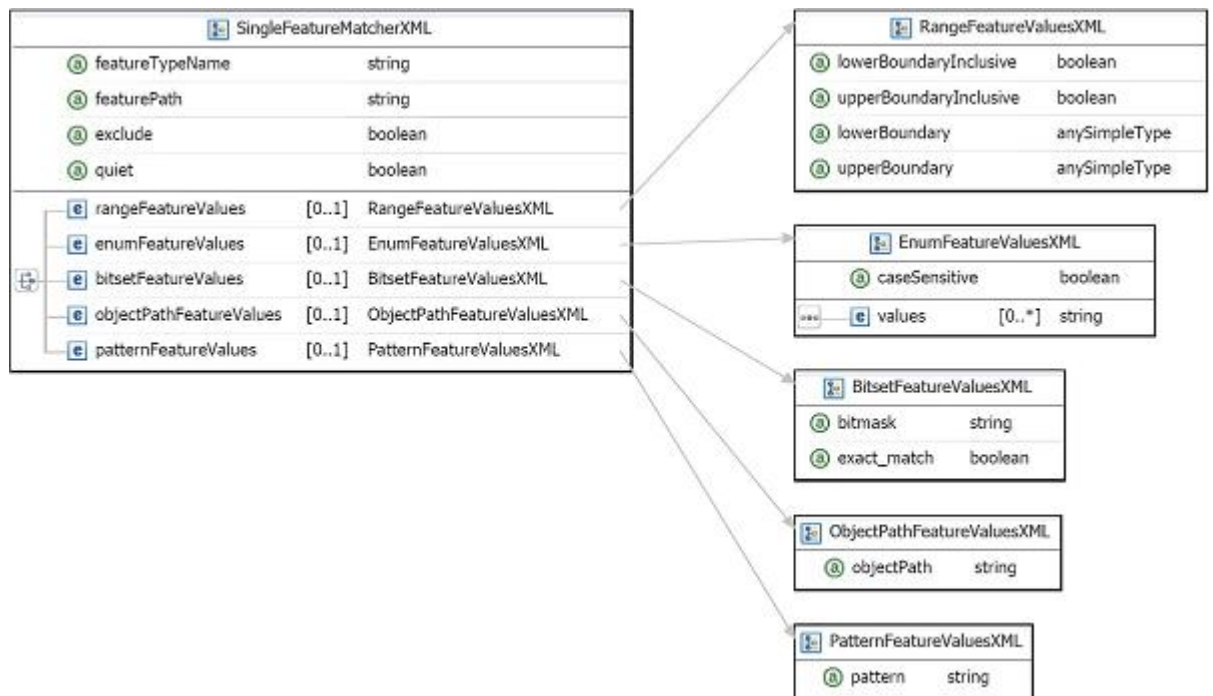 SingleFeatureMatcherXML
featureTypeName string
featurePath string
exclude boolean
quiet boolean
rangeFeatureValues [0..1] RangeFeatureValuesXML
enumFeatureValues [0..1] EnumFeatureValuesXML
bitsetFeatureValues [0..1] BitsetFeatureValuesXML
objectPathFeatureValues [0..1] ObjectPathFeatureValuesXML
patternFeatureValues [0..1] PatternFeatureValuesXML
RangeFeatureValuesXML
lowerBoundaryInclusive boolean
upperBoundaryInclusive boolean
lowerBoundary anySimpleType
upperBoundary anySimpleType
EnumFeatureValuesXML
caseSensitive boolean
values [0..*] string
BitsetFeatureValuesXML
bitmask string
exact_match boolean
ObjectPathFeatureValuesXML
objectPath string
PatternFeatureValuesXML
pattern string